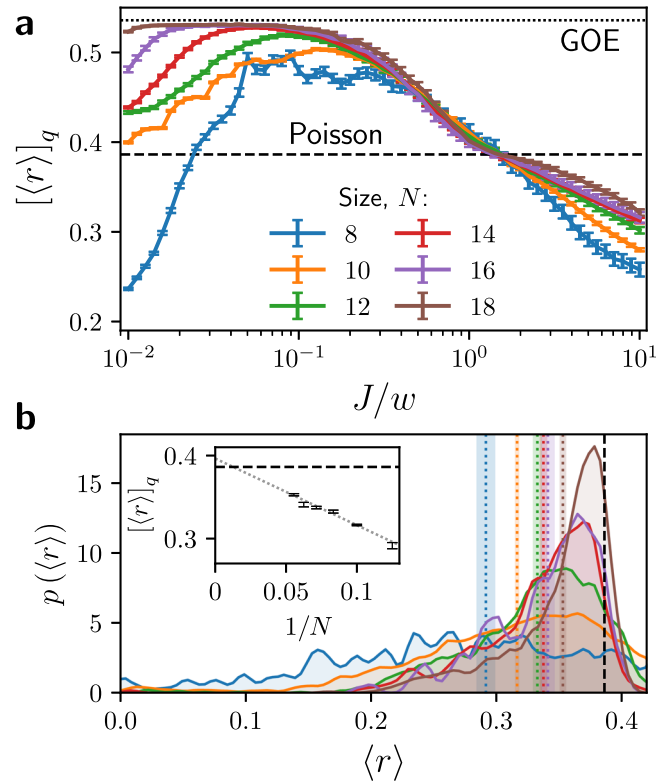 a
GOE
Poisson
[⟨r⟩]q
0.5
0.4
0.3
0.2
Size, N:
8 14
10 16
12 18
10⁻² 10⁻¹ 10⁰ 10¹
J/w
b
p(⟨r⟩)
15
10
5
0
[⟨r⟩]q
0.4
0.3
0 0.05 0.10
1/N
0.0 0.1 0.2 0.3 0.4
⟨r⟩